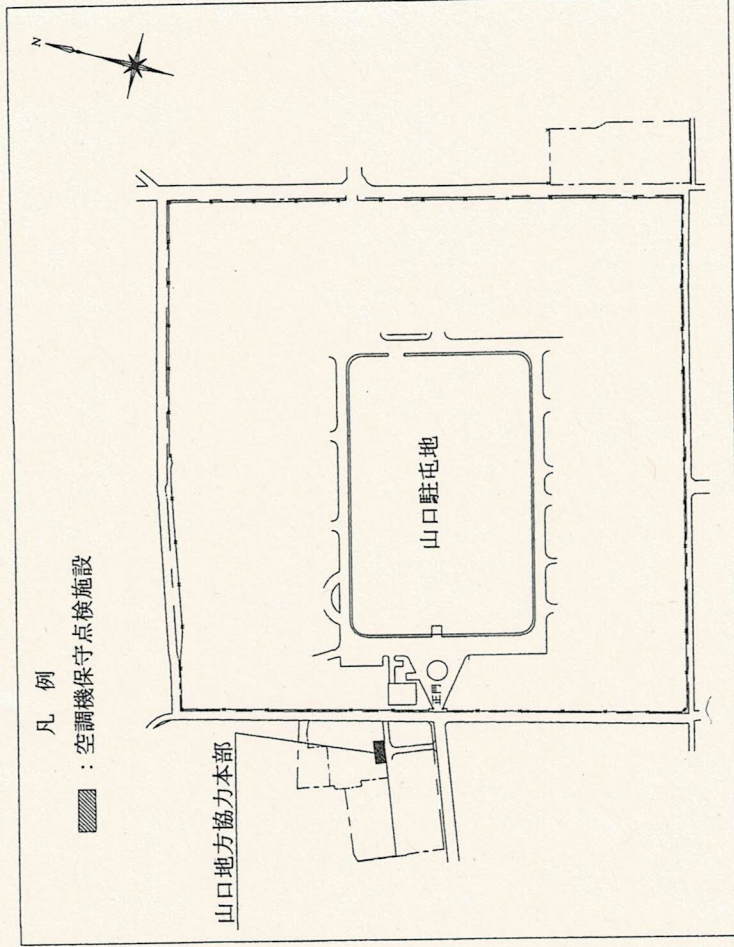 凡　例
：空調機保守点検施設
N
山口地方協力本部
山口駐屯地
正門